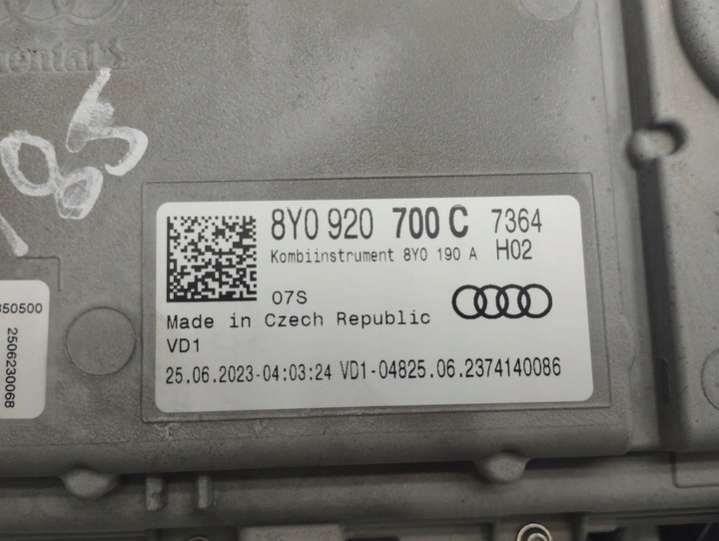 185
8Y0 920 700 C 7364
Kombiinstrument 8Y0 190 A H02
07S
Made in Czech Republic
VD1
25.06.2023-04:03:24 VD1-04825.06.2374140086
350500
2506230068